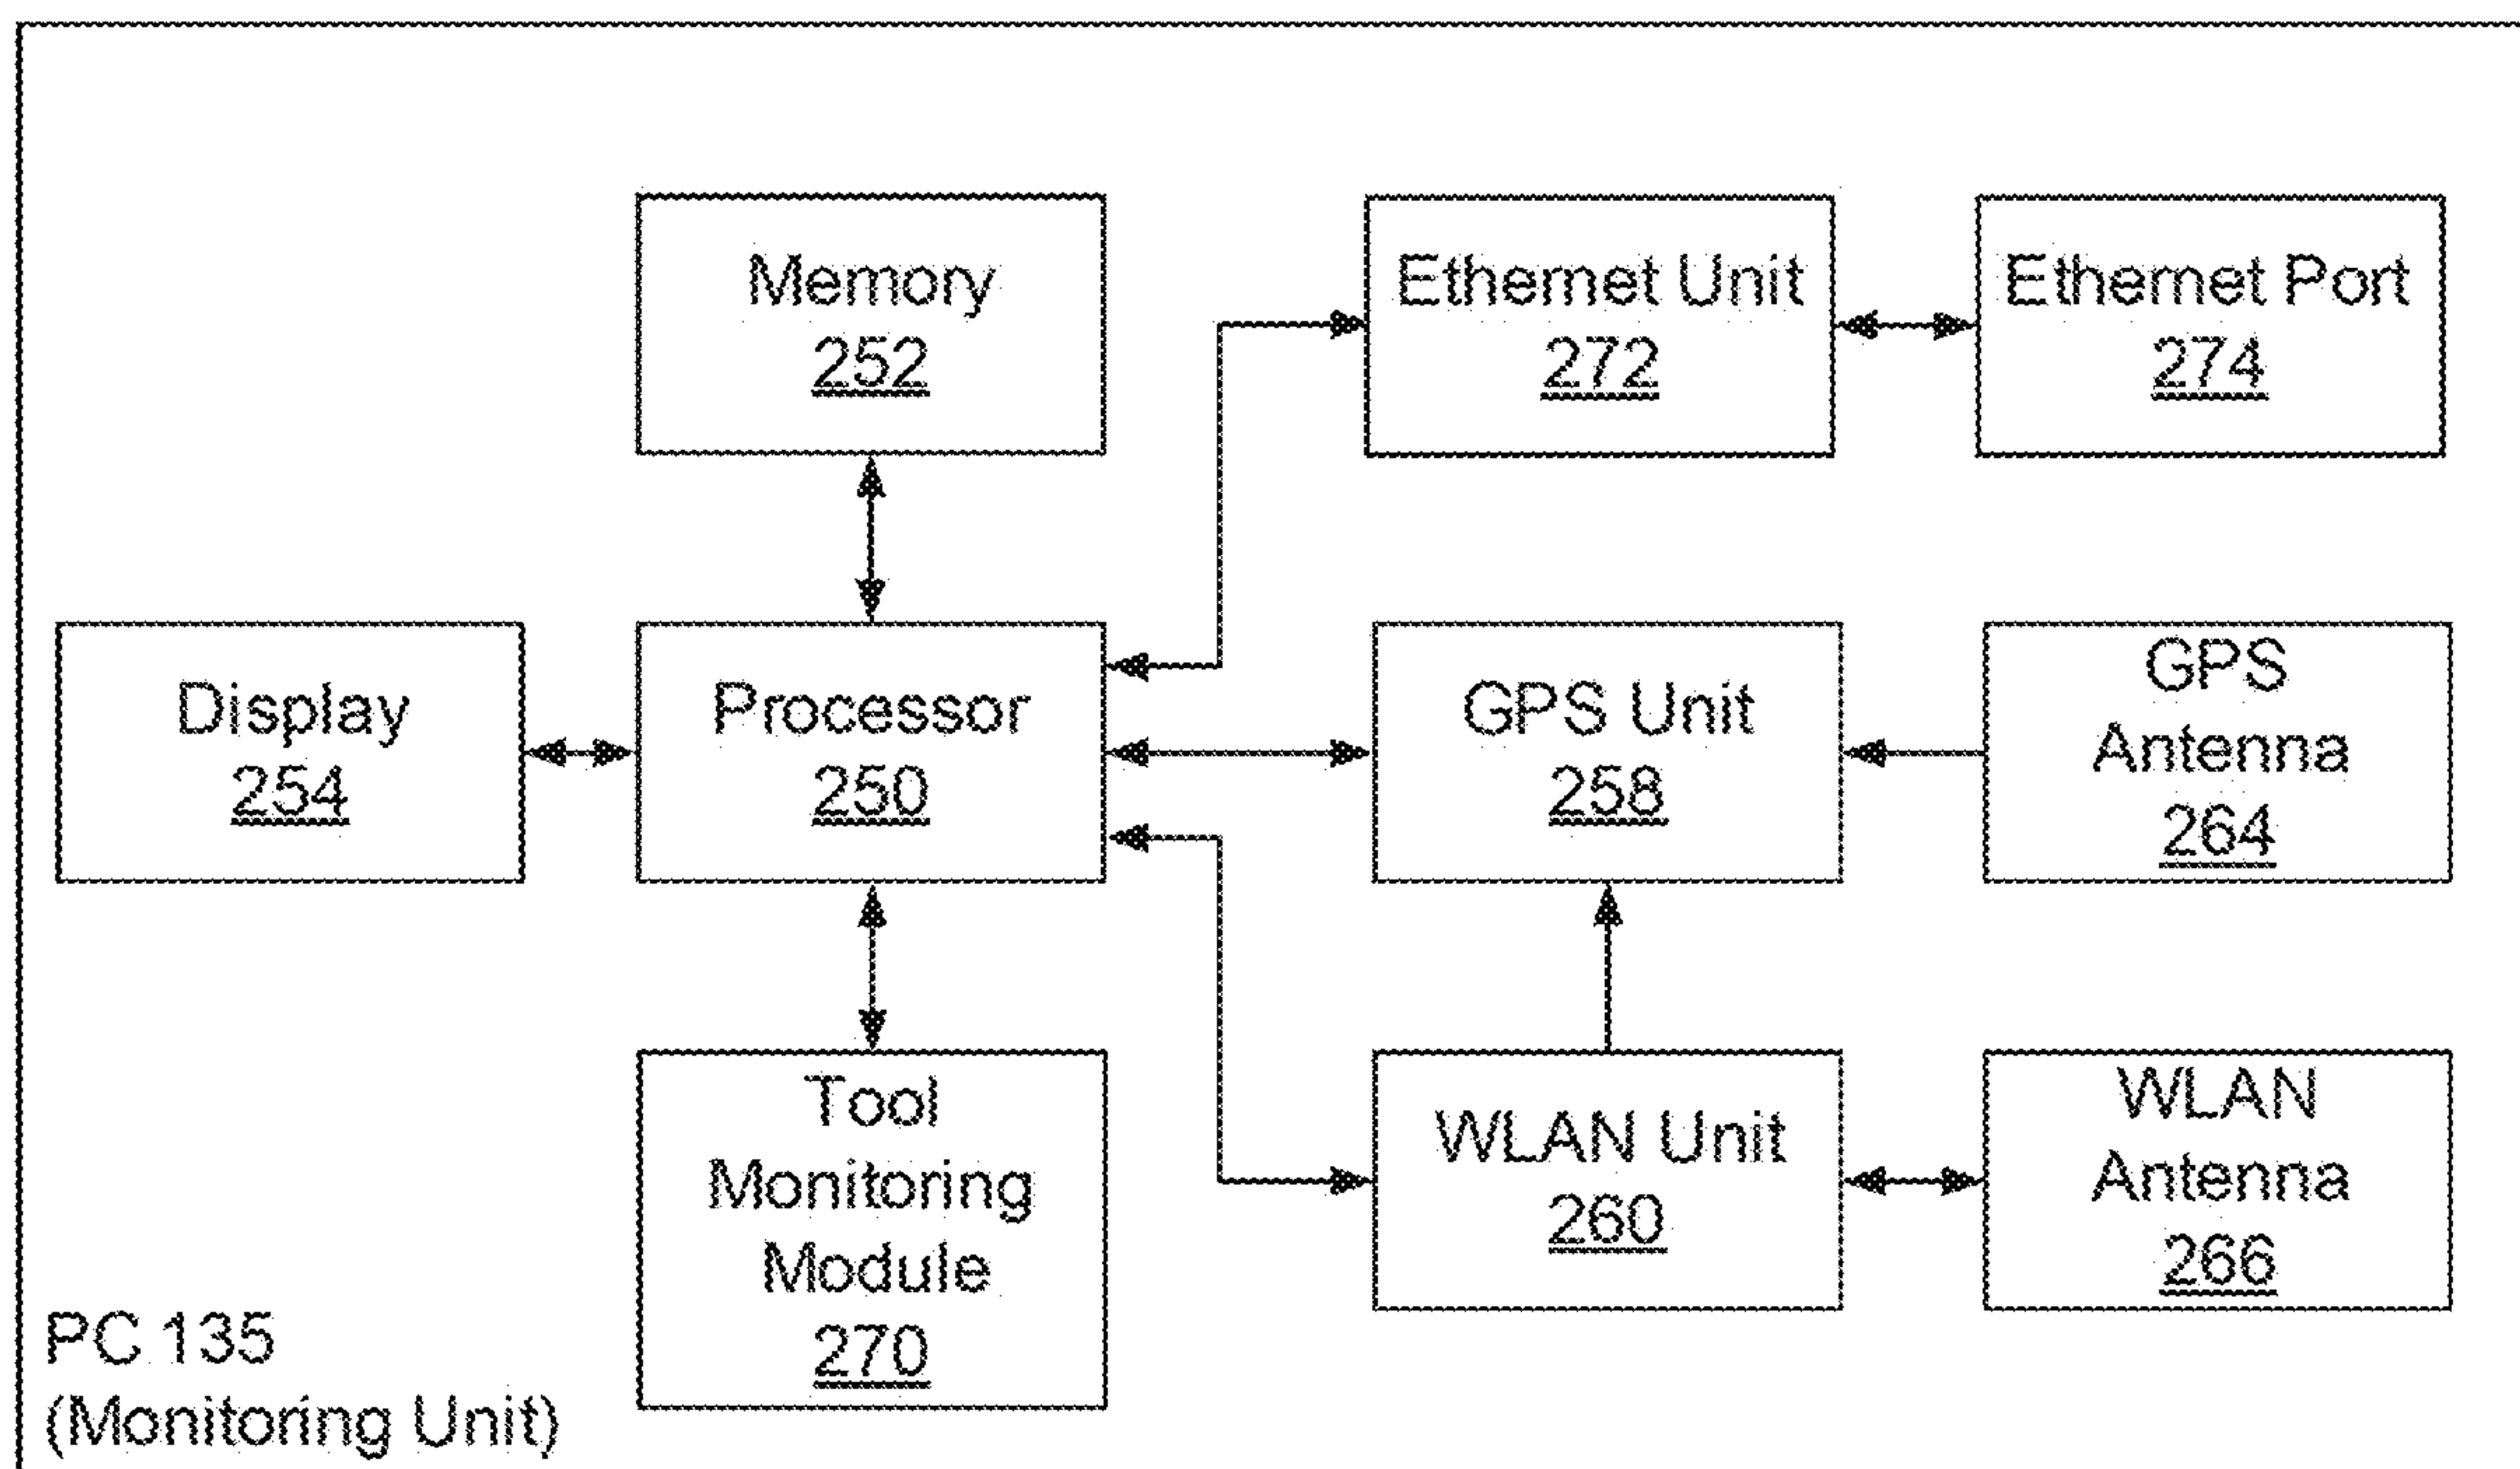 Memory
252
Ethernet Unit
272
Ethernet Port
274
Display
254
Processor
250
GPS Unit
258
GPS
Antenna
264
Tool
Monitoring
Module
270
WLAN Unit
260
WLAN
Antenna
266
PC 135
(Monitoring Unit)